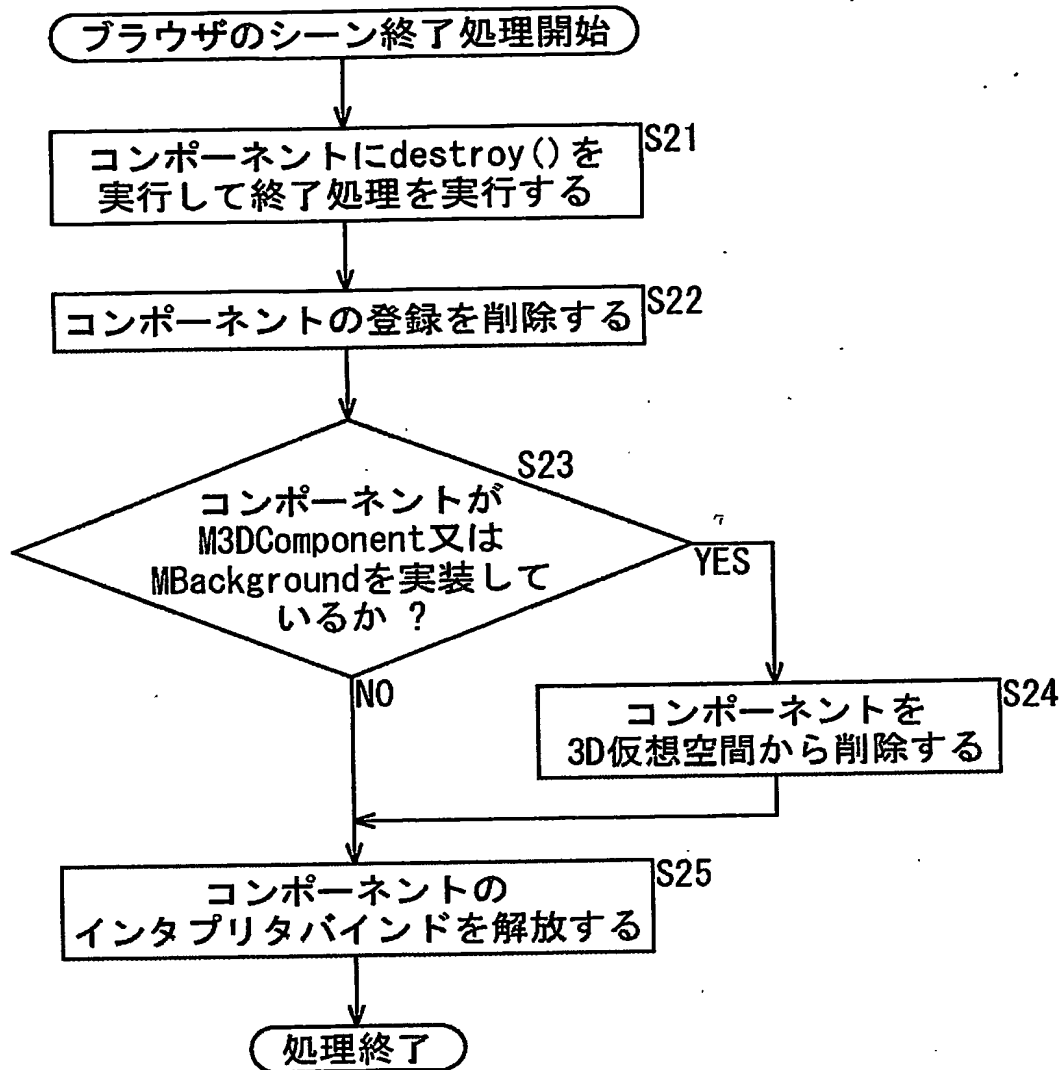 ブラウザのシーン終了処理開始
S21
コンポーネントにdestroy()を
実行して終了処理を実行する
S22
コンポーネントの登録を削除する
S23
コンポーネントが
M3DComponent又は
MBackgroundを実装して
いるか ?
YES
NO
S24
コンポーネントを
3D仮想空間から削除する
S25
コンポーネントの
インタプリタバインドを解放する
処理終了